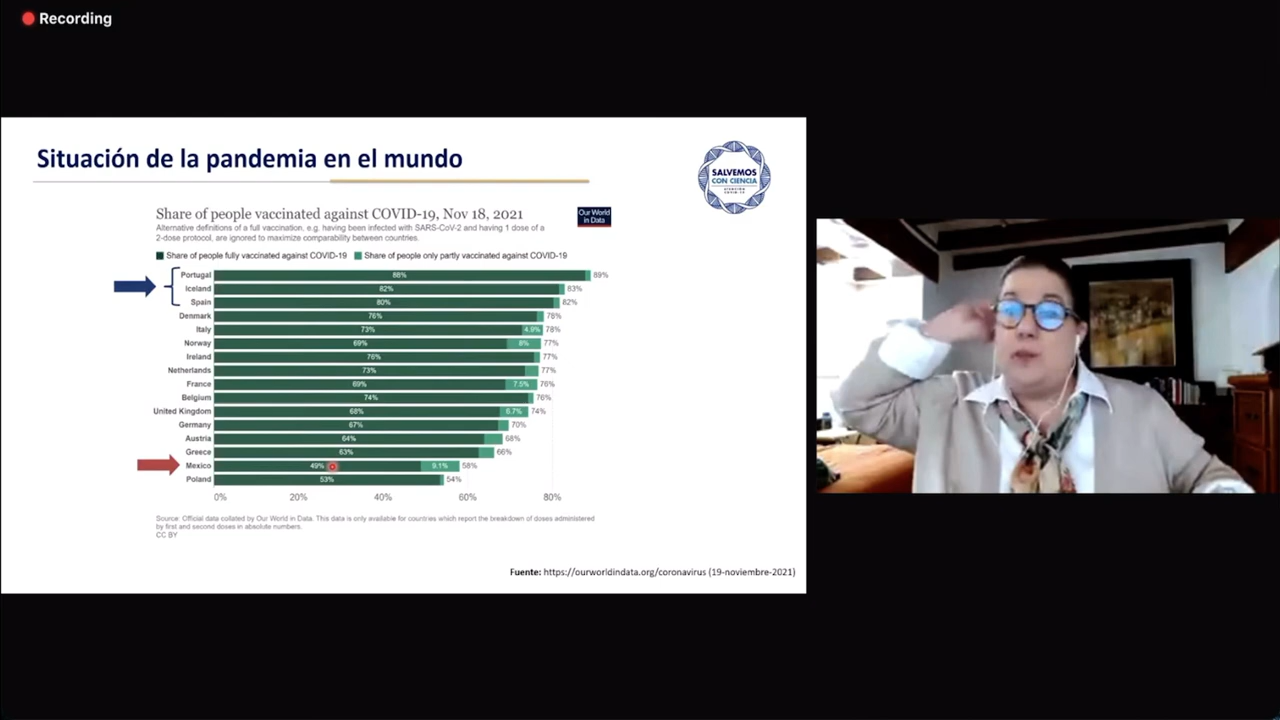 Recording
Situación de la pandemia en el mundo
SALVEMOS
CON CIENCIA
COVID-19
Share of people vaccinated against COVID-19, Nov 18, 2021
Our World
in Data
Alternative definitions of a full vaccination, e.g. having been infected with SARS-CoV-2 and having 1 dose of a
2-dose protocol, are ignored to maximize comparability between countries.
Share of people fully vaccinated against COVID-19 Share of people only partly vaccinated against COVID-19
Portugal 88% 89%
Iceland 82% 83%
Spain 80% 82%
Denmark 76% 78%
Italy 73% 4.9% 78%
Norway 69% 8% 77%
Ireland 76% 77%
Netherlands 73% 77%
France 69% 7.5% 76%
Belgium 74% 76%
United Kingdom 68% 6.7% 74%
Germany 67% 70%
Austria 64% 68%
Greece 63% 66%
Mexico 49% 9.1% 58%
Poland 53% 54%
0% 20% 40% 60% 80%
Source: Official data collated by Our World in Data. This data is only available for countries which report the breakdown of doses administered
by first and second doses in absolute numbers.
CC BY
Fuente: https://ourworldindata.org/coronavirus (19-noviembre-2021)